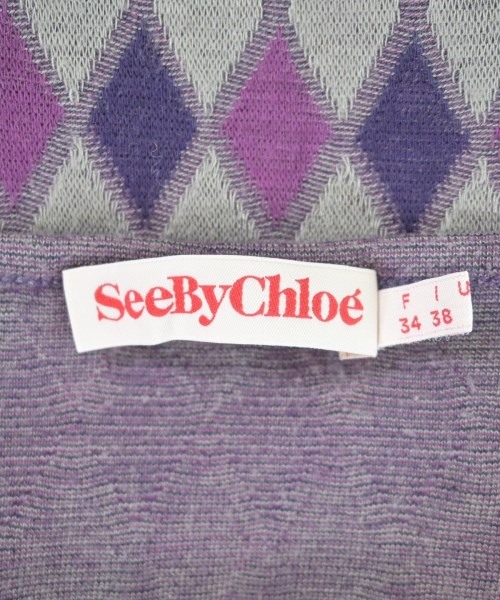 SeeByChloé
F I U
34 38